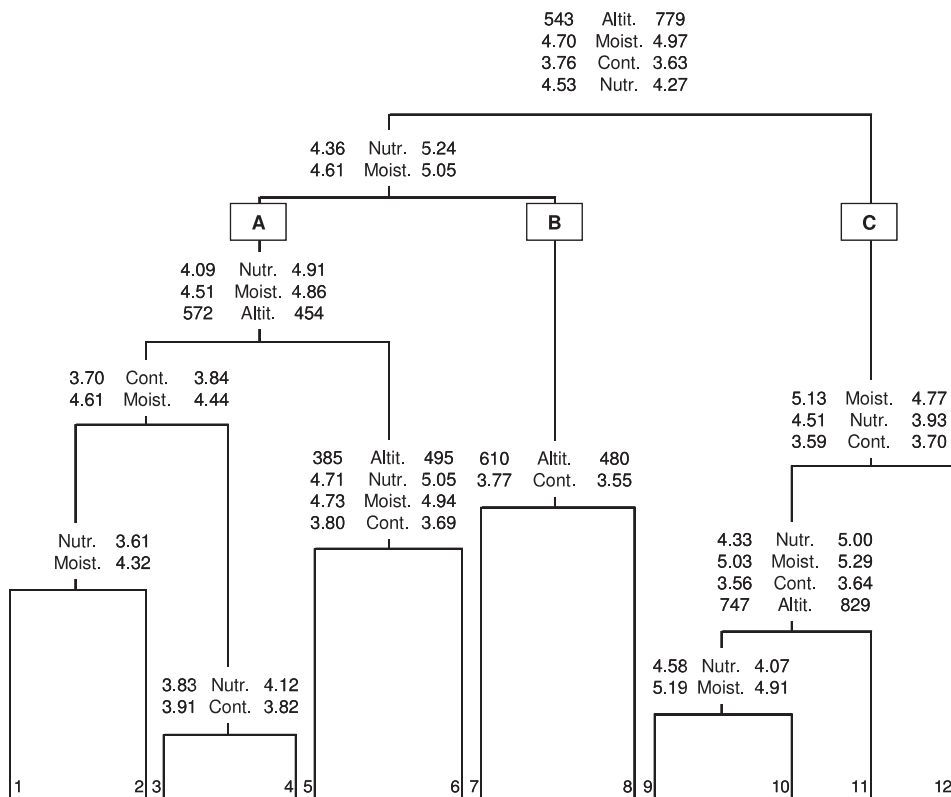 543 Altit. 779
4.70 Moist. 4.97
3.76 Cont. 3.63
4.53 Nutr. 4.27
4.36 Nutr. 5.24
4.61 Moist. 5.05
A B C
4.09 Nutr. 4.91
4.51 Moist. 4.86
572 Altit. 454
3.70 Cont. 3.84
4.61 Moist. 4.44
5.13 Moist. 4.77
4.51 Nutr. 3.93
3.59 Cont. 3.70
385 Altit. 495
4.71 Nutr. 5.05
4.73 Moist. 4.94
3.80 Cont. 3.69
610 Altit. 480
3.77 Cont. 3.55
Nutr. 3.61
Moist. 4.32
4.33 Nutr. 5.00
5.03 Moist. 5.29
3.56 Cont. 3.64
747 Altit. 829
3.83 Nutr. 4.12
3.91 Cont. 3.82
4.58 Nutr. 4.07
5.19 Moist. 4.91
1 2 3 4 5 6 7 8 9 10 11 12